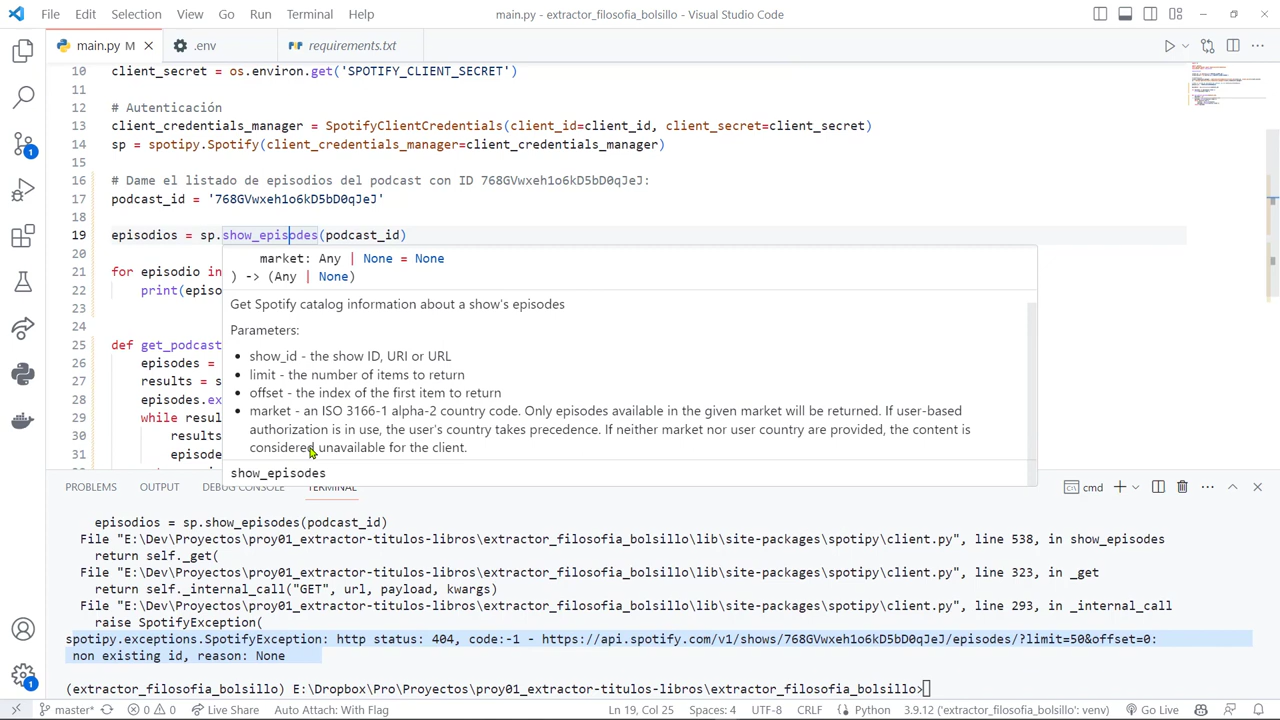 File Edit Selection View Go Run Terminal Help
main.py - extractor_filosofia_bolsillo - Visual Studio Code
main.py M
.env
requirements.txt
10 client_secret = os.environ.get('SPOTIFY_CLIENT_SECRET')
11
12 # Autenticación
13 client_credentials_manager = SpotifyClientCredentials(client_id=client_id, client_secret=client_secret)
14 sp = spotipy.Spotify(client_credentials_manager=client_credentials_manager)
15
16 # Dame el listado de episodios del podcast con ID 768GVwxeh1o6kD5bD0qJeJ:
17 podcast_id = '768GVwxeh1o6kD5bD0qJeJ'
18
19 episodios = sp.show_episodes(podcast_id)
20
21 for episodio in
22 print(episo
23
24
25 def get_podcast
26 episodes =
27 results = s
28 episodes.ex
29 while resul
30 results
31 episode
market: Any | None = None
) -> (Any | None)
Get Spotify catalog information about a show's episodes
Parameters:
• show_id - the show ID, URI or URL
• limit - the number of items to return
• offset - the index of the first item to return
• market - an ISO 3166-1 alpha-2 country code. Only episodes available in the given market will be returned. If user-based
authorization is in use, the user's country takes precedence. If neither market nor user country are provided, the content is
considered unavailable for the client.
show_episodes
PROBLEMS OUTPUT DEBUG CONSOLE TERMINAL
cmd
episodios = sp.show_episodes(podcast_id)
File "E:\Dev\Proyectos\proy01_extractor-titulos-libros\extractor_filosofia_bolsillo\lib\site-packages\spotipy\client.py", line 538, in show_episodes
return self._get(
File "E:\Dev\Proyectos\proy01_extractor-titulos-libros\extractor_filosofia_bolsillo\lib\site-packages\spotipy\client.py", line 323, in _get
return self._internal_call("GET", url, payload, kwargs)
File "E:\Dev\Proyectos\proy01_extractor-titulos-libros\extractor_filosofia_bolsillo\lib\site-packages\spotipy\client.py", line 293, in _internal_call
raise SpotifyException(
spotipy.exceptions.SpotifyException: http status: 404, code:-1 - https://api.spotify.com/v1/shows/768GVwxeh1o6kD5bD0qJeJ/episodes/?limit=50&offset=0:
non existing id, reason: None
(extractor_filosofia_bolsillo) E:\Dropbox\Pro\Proyectos\proy01_extractor-titulos-libros\extractor_filosofia_bolsillo>
1
1
master* 0 0 Live Share Auto Attach: With Flag
Ln 19, Col 25 Spaces: 4 UTF-8 CRLF Python 3.9.12 ('extractor_filosofia_bolsillo': venv) Go Live